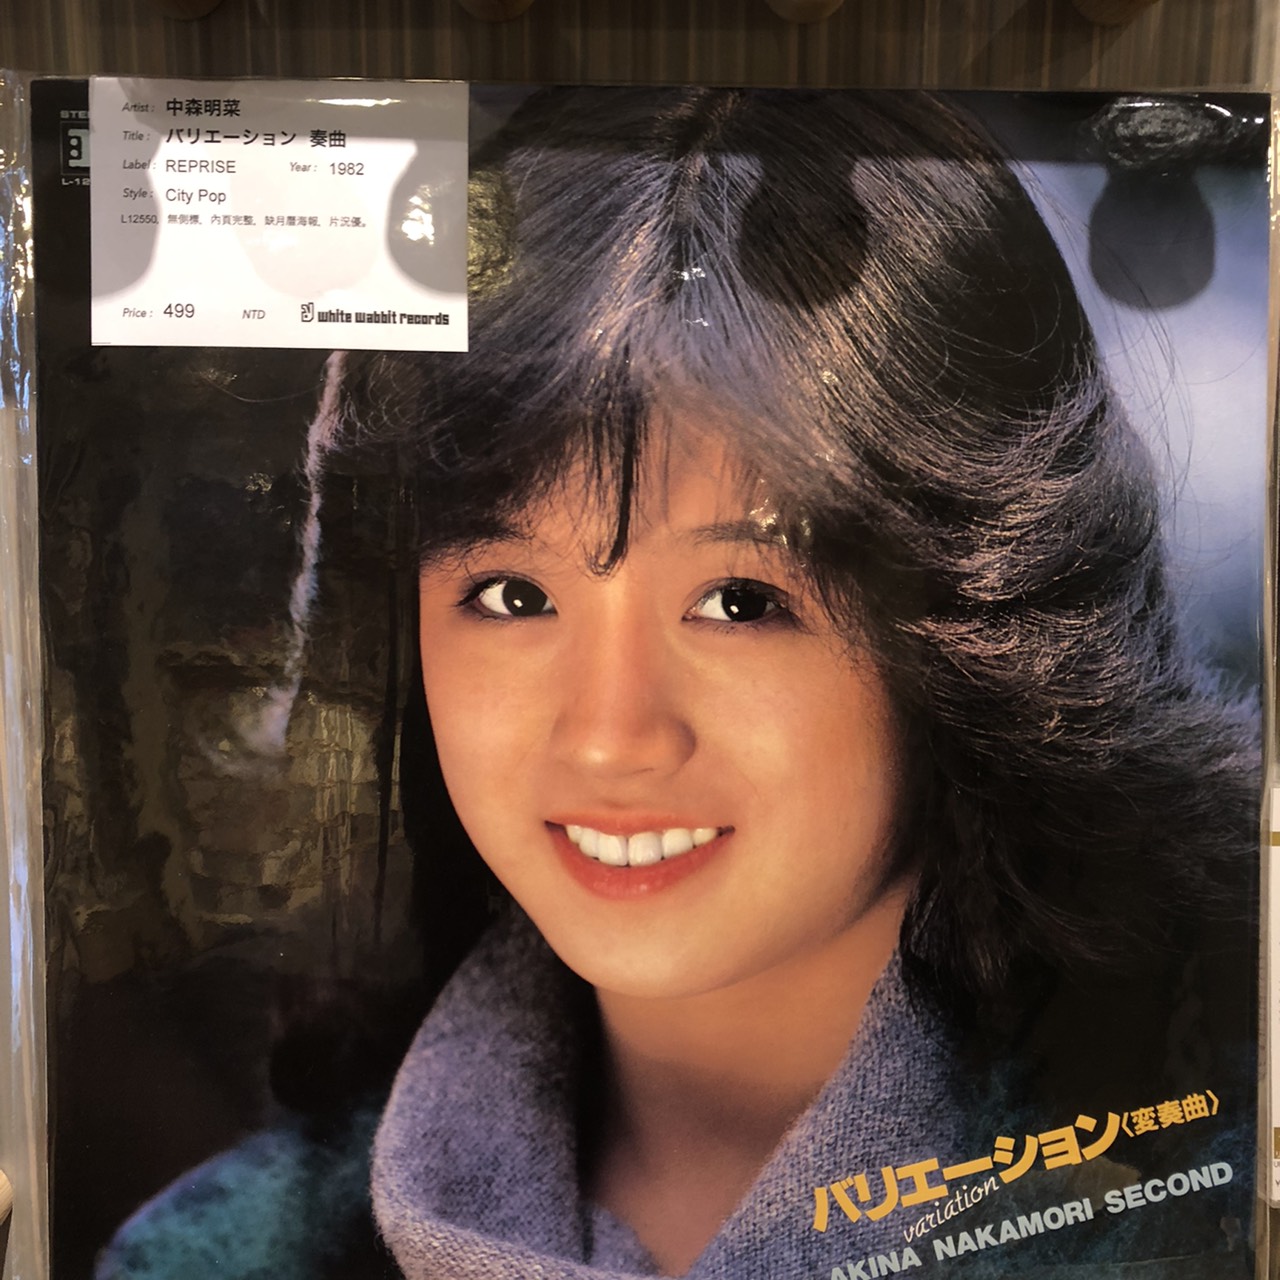 Artist : 中森明菜
Title : バリエーション 奏曲
Label : REPRISE Year : 1982
Style : City Pop
L12550, 無側標, 內頁完整, 缺月曆海報, 片況優。
Price : 499 NTD white wabbit records
バリエーション〈変奏曲〉
variation
AKINA NAKAMORI SECOND